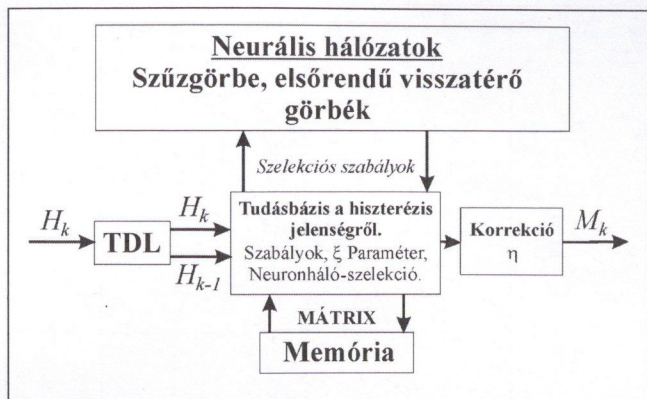 Neurális hálózatok
Szűzgörbe, elsőrendű visszatérő
görbék
Szelekciós szabályok
H_k
TDL
H_k
H_{k-1}
Tudásbázis a hiszterézis
jelenségről.
Szabályok, ξ Paraméter,
Neuronháló-szelekció.
Korrekció
η
M_k
MÁTRIX
Memória